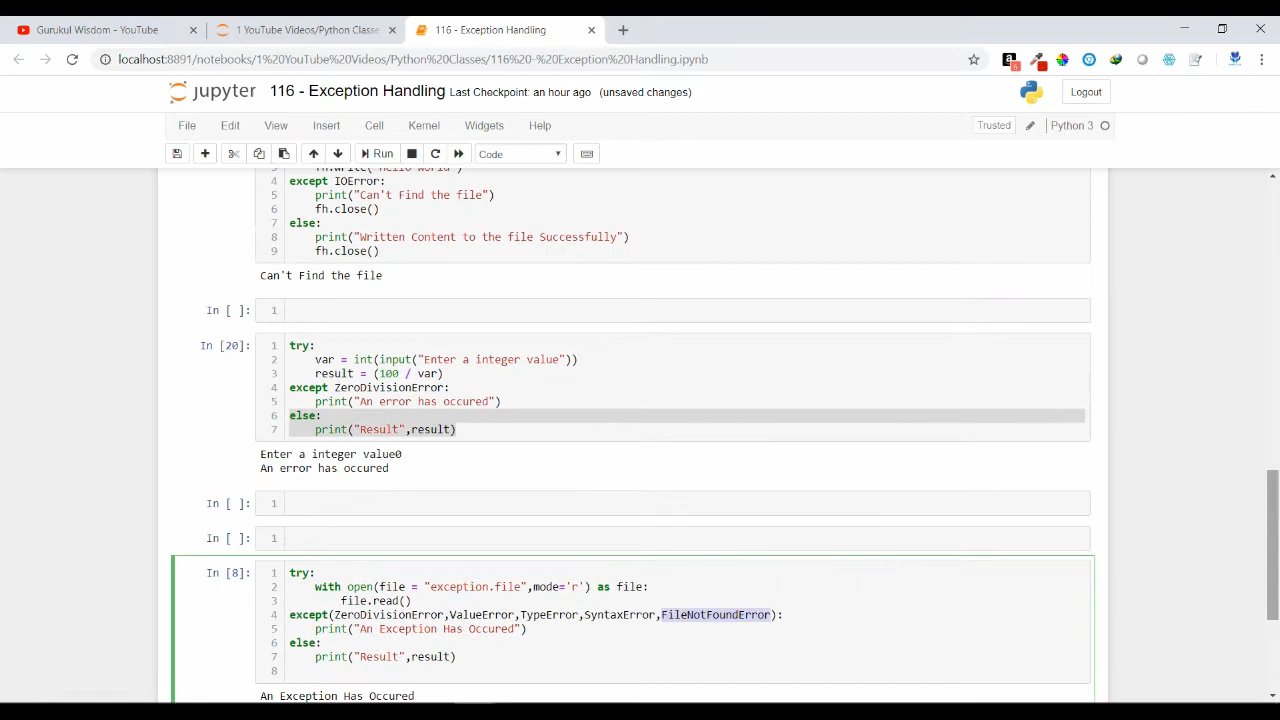 Gurukul Wisdom - YouTube
1 YouTube Videos/Python Classe
116 - Exception Handling
localhost:8891/notebooks/1%20YouTube%20Videos/Python%20Classes/116%20-%20Exception%20Handling.ipynb
jupyter 116 - Exception Handling Last Checkpoint: an hour ago (unsaved changes)
Logout
File Edit View Insert Cell Kernel Widgets Help
Trusted
Python 3
Run
Code
4 except IOError:
5 print("Can't Find the file")
6 fh.close()
7 else:
8 print("Written Content to the file Successfully")
9 fh.close()
Can't Find the file
In [ ]: 1
In [20]: 1 try:
2 var = int(input("Enter a integer value"))
3 result = (100 / var)
4 except ZeroDivisionError:
5 print("An error has occured")
6 else:
7 print("Result",result)
Enter a integer value0
An error has occured
In [ ]: 1
In [ ]: 1
In [8]: 1 try:
2 with open(file = "exception.file",mode='r') as file:
3 file.read()
4 except(ZeroDivisionError,ValueError,TypeError,SyntaxError,FileNotFoundError):
5 print("An Exception Has Occured")
6 else:
7 print("Result",result)
8
An Exception Has Occured